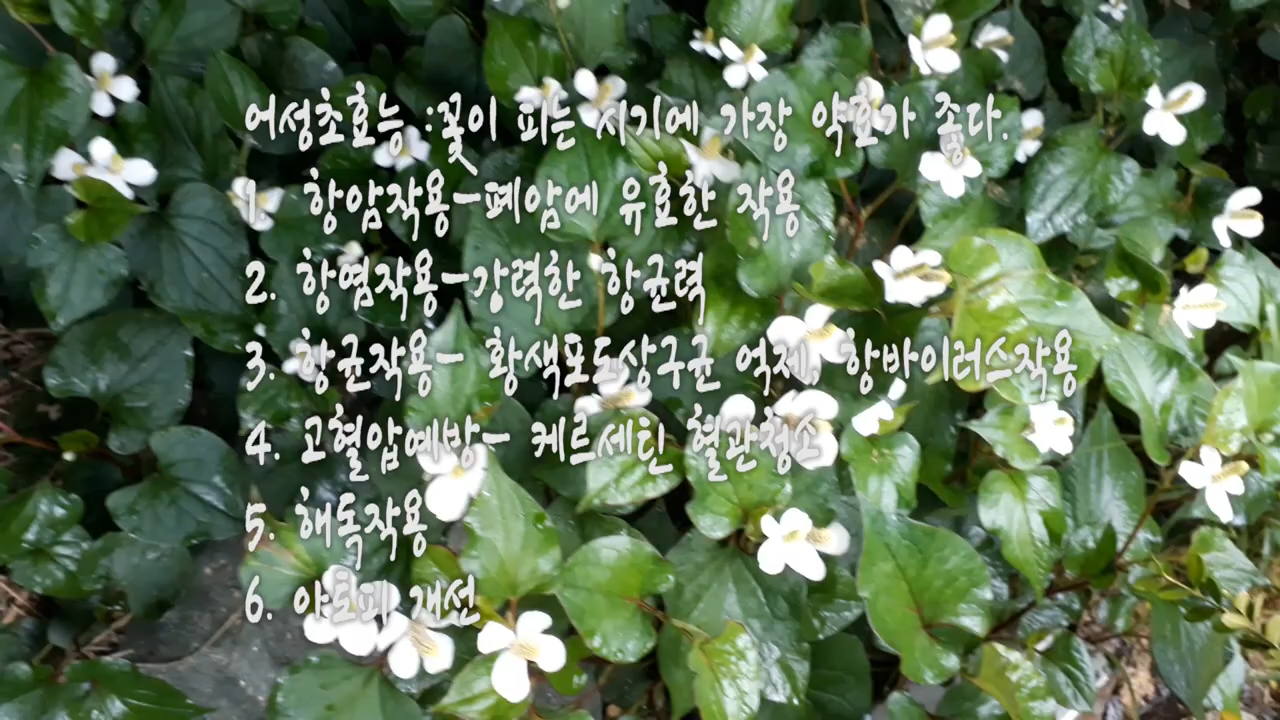 어성초효능 :꽃이 피는 시기에 가장 약효가 좋다.
1. 항암작용-폐암에 유효한 작용
2. 항염작용-강력한 항균력
3. 항균작용- 황색포도상구균 억제, 항바이러스작용
4. 고혈압예방- 케르세틴 혈관청소
5. 해독작용
6. 아토피 개선